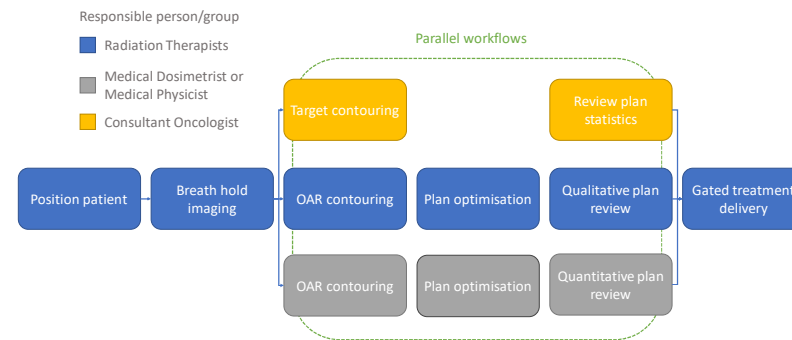 Responsible person/group
Radiation Therapists
Medical Dosimetrist or
Medical Physicist
Consultant Oncologist
Parallel workflows
Target contouring
Review plan
statistics
Position patient
Breath hold
imaging
OAR contouring
Plan optimisation
Qualitative plan
review
Gated treatment
delivery
OAR contouring
Plan optimisation
Quantitative plan
review